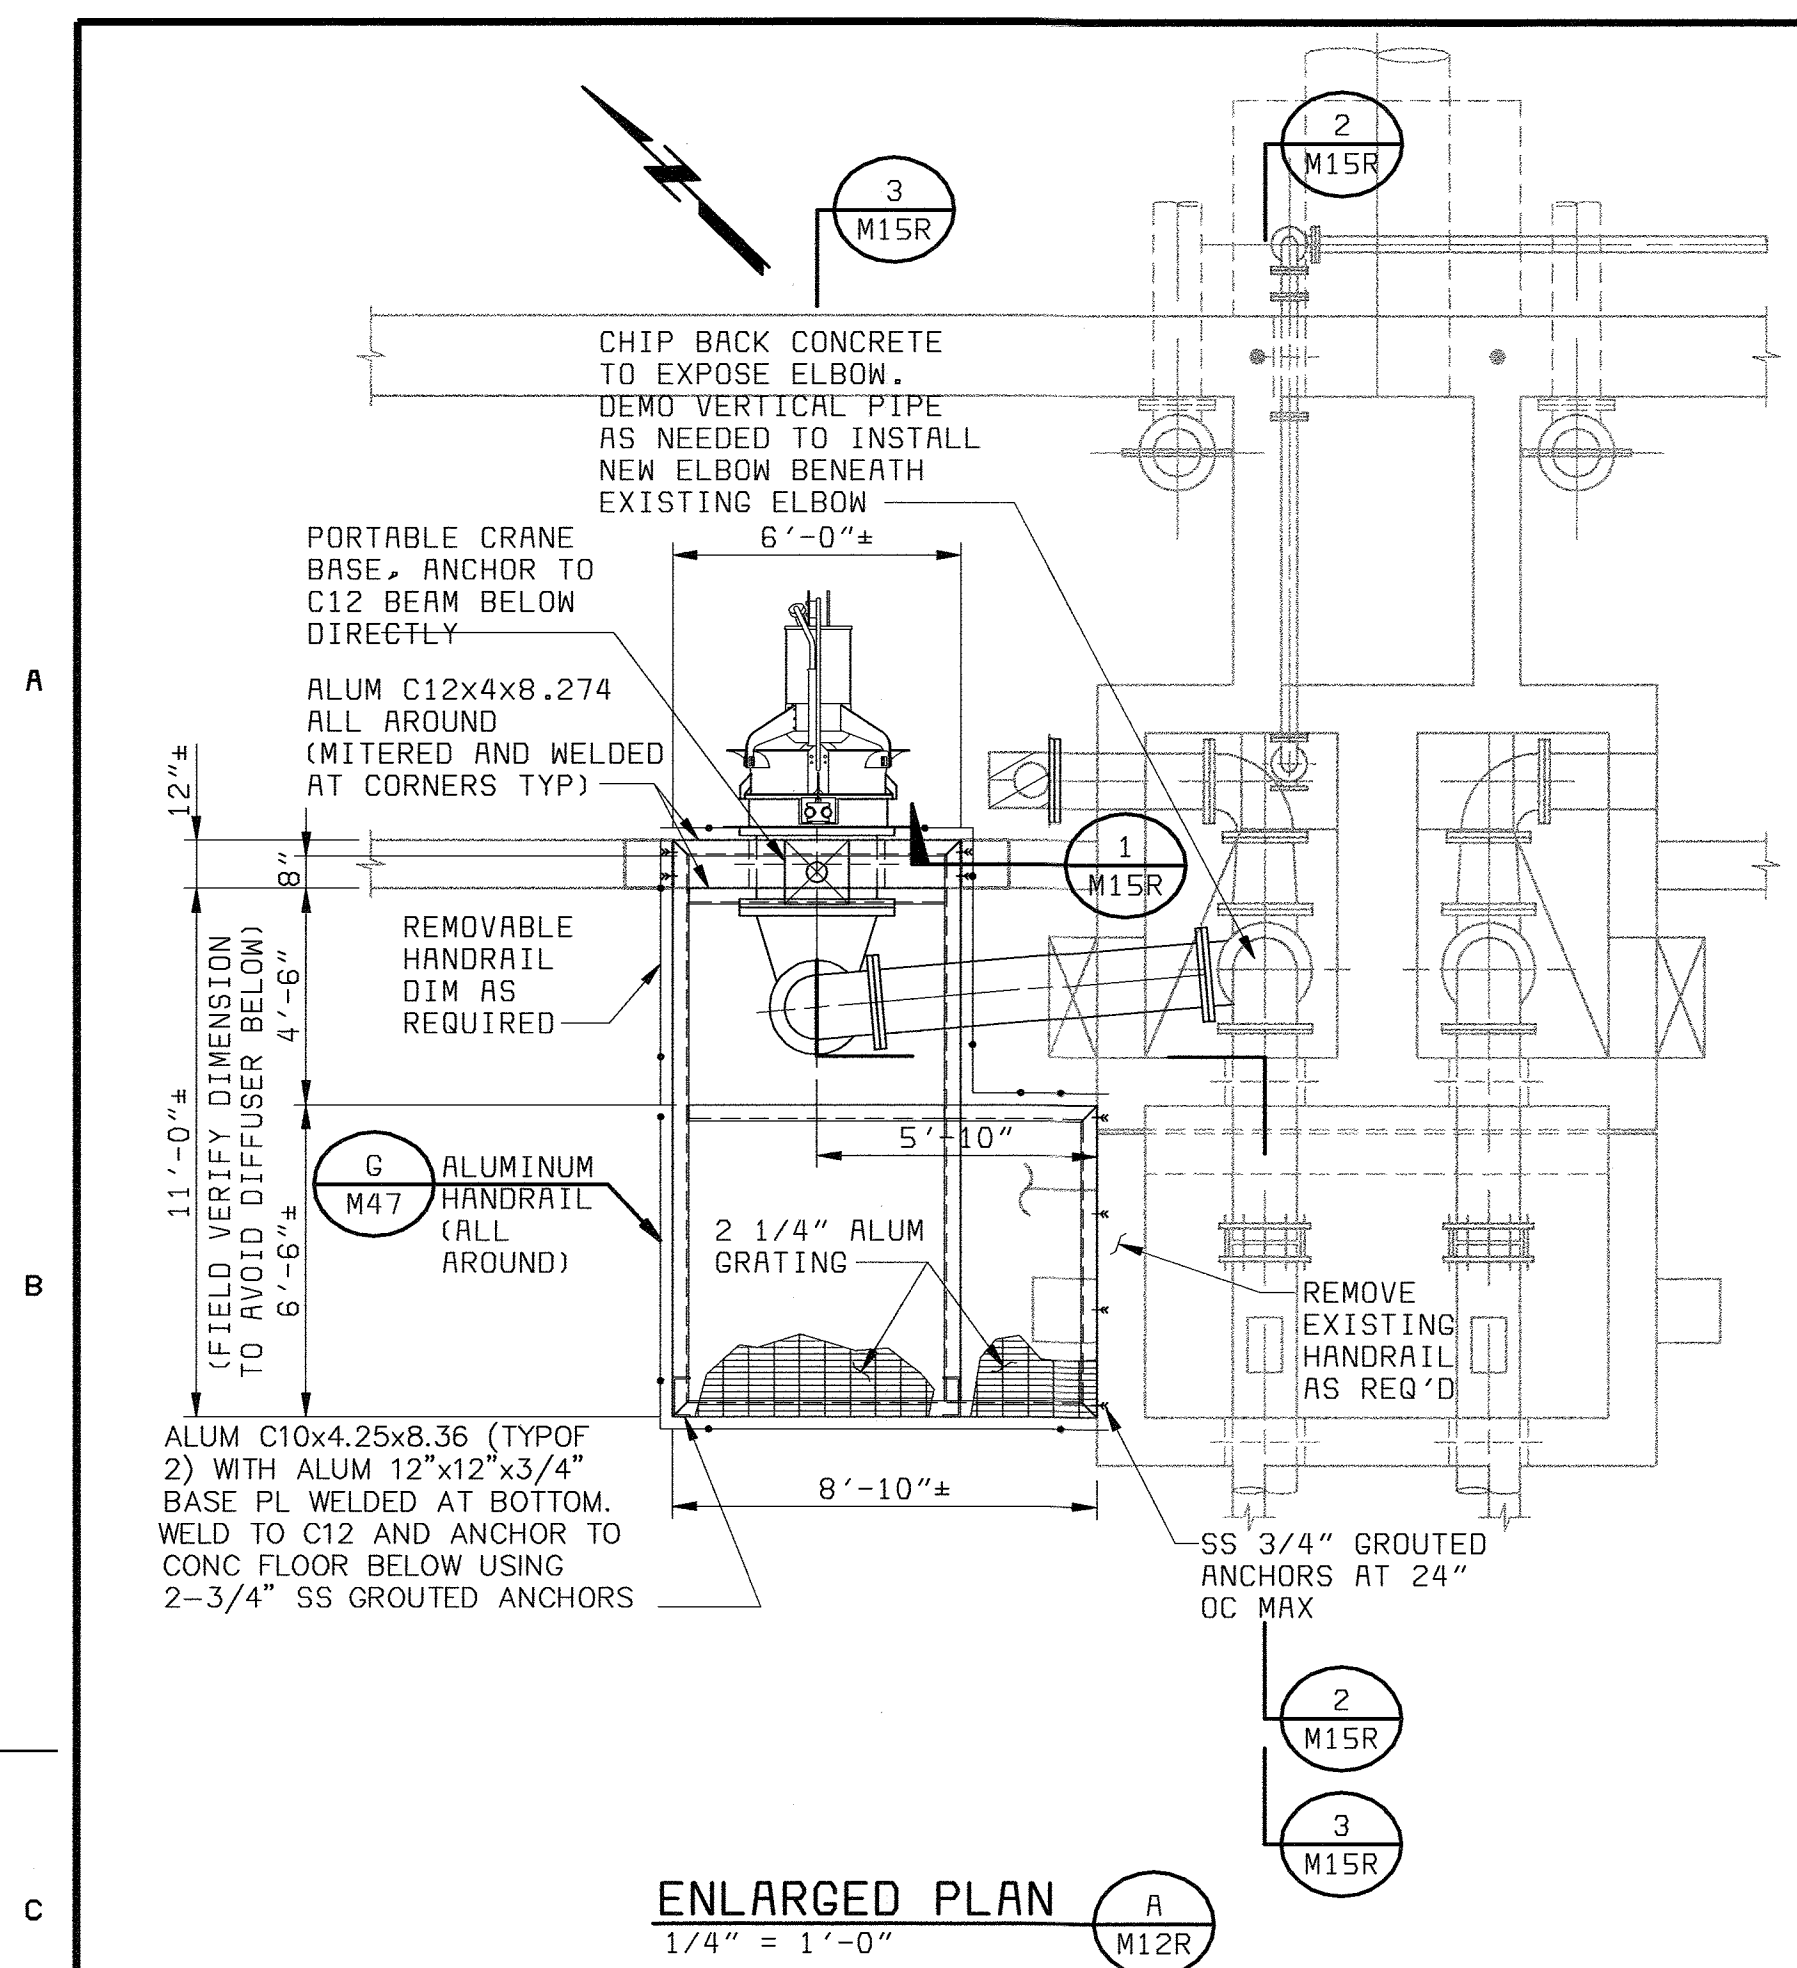 2
M15R
3
M15R
CHIP BACK CONCRETE
TO EXPOSE ELBOW.
DEMO VERTICAL PIPE
AS NEEDED TO INSTALL
NEW ELBOW BENEATH
EXISTING ELBOW
6'-0"±
PORTABLE CRANE
BASE, ANCHOR TO
C12 BEAM BELOW
DIRECTLY
A
ALUM C12x4x8.274
ALL AROUND
(MITERED AND WELDED
AT CORNERS TYP)
12"±
8"
1
M15R
REMOVABLE
HANDRAIL
DIM AS
REQUIRED
4'-6"
11'-0"±
(FIELD VERIFY DIMENSION
TO AVOID DIFFUSER BELOW)
6'-6"±
5'-10"
G
M47
ALUMINUM
HANDRAIL
(ALL
AROUND)
2 1/4" ALUM
GRATING
B
REMOVE
EXISTING
HANDRAIL
AS REQ'D
ALUM C10x4.25x8.36 (TYPOF
2) WITH ALUM 12"x12"x3/4"
BASE PL WELDED AT BOTTOM.
WELD TO C12 AND ANCHOR TO
CONC FLOOR BELOW USING
2-3/4" SS GROUTED ANCHORS
8'-10"±
SS 3/4" GROUTED
ANCHORS AT 24"
OC MAX
2
M15R
3
M15R
C
ENLARGED PLAN
1/4" = 1'-0"
A
M12R